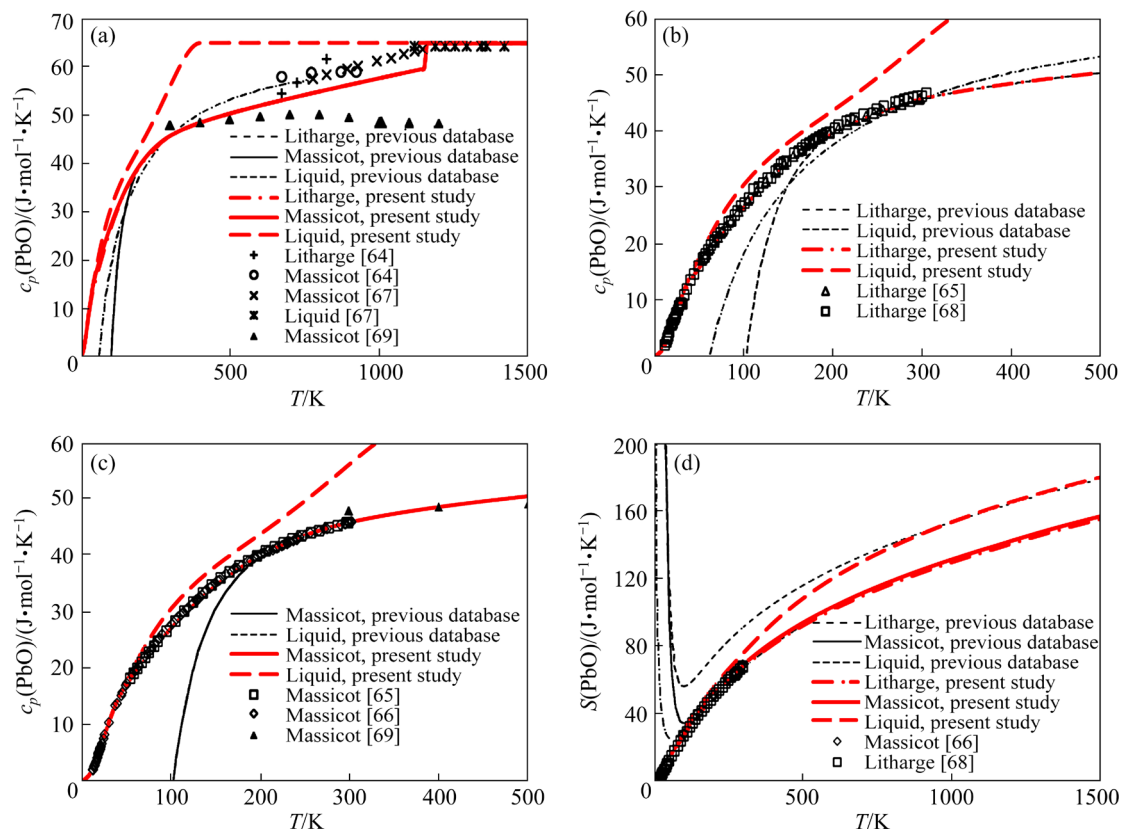 (a)
70
60
50
40
30
20
10
0
c_p(PbO)/(J•mol⁻¹•K⁻¹)
Litharge, previous database
Massicot, previous database
Liquid, previous database
Litharge, present study
Massicot, present study
Liquid, present study
Litharge [64]
Massicot [64]
Massicot [67]
Liquid [67]
Massicot [69]
500
1000
1500
T/K
(b)
60
50
40
30
20
10
0
c_p(PbO)/(J•mol⁻¹•K⁻¹)
Litharge, previous database
Liquid, previous database
Litharge, present study
Liquid, present study
Litharge [65]
Litharge [68]
100
200
300
400
500
T/K
(c)
60
50
40
30
20
10
0
c_p(PbO)/(J•mol⁻¹•K⁻¹)
Massicot, previous database
Liquid, previous database
Massicot, present study
Liquid, present study
Massicot [65]
Massicot [66]
Massicot [69]
100
200
300
400
500
T/K
(d)
200
160
120
80
40
0
S(PbO)/(J•mol⁻¹•K⁻¹)
Litharge, previous database
Massicot, previous database
Liquid, previous database
Litharge, present study
Massicot, present study
Liquid, present study
Massicot [66]
Litharge [68]
500
1000
1500
T/K